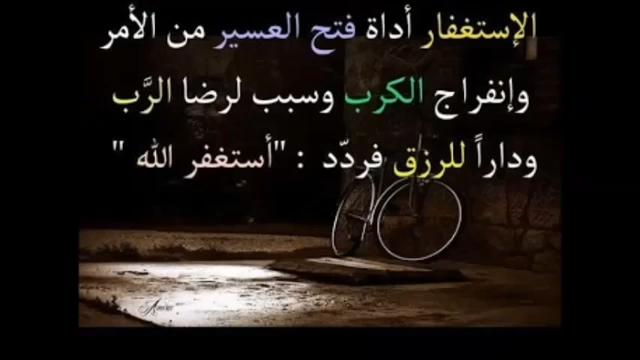 الإستغفار أداة فتح العسير من الأمر
وإنفراج الكرب وسبب لرضا الرَّب
وداراً للرزق فردّد : "أستغفر الله "